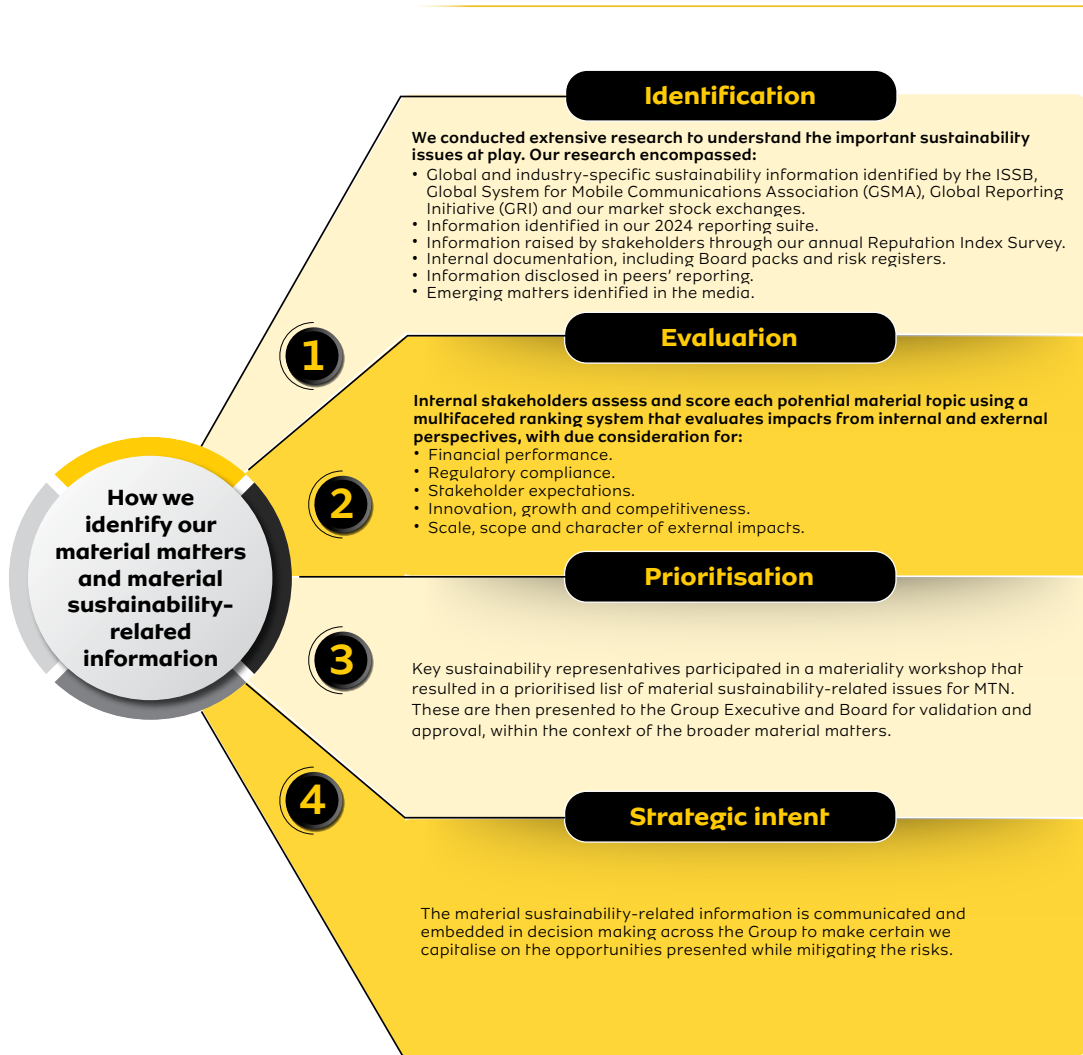 How we
identify our
material matters
and material
sustainability-
related
information
1
Identification
We conducted extensive research to understand the important sustainability
issues at play. Our research encompassed:
• Global and industry-specific sustainability information identified by the ISSB,
Global System for Mobile Communications Association (GSMA), Global Reporting
Initiative (GRI) and our market stock exchanges.
• Information identified in our 2024 reporting suite.
• Information raised by stakeholders through our annual Reputation Index Survey.
• Internal documentation, including Board packs and risk registers.
• Information disclosed in peers’ reporting.
• Emerging matters identified in the media.
2
Evaluation
Internal stakeholders assess and score each potential material topic using a
multifaceted ranking system that evaluates impacts from internal and external
perspectives, with due consideration for:
• Financial performance.
• Regulatory compliance.
• Stakeholder expectations.
• Innovation, growth and competitiveness.
• Scale, scope and character of external impacts.
3
Prioritisation
Key sustainability representatives participated in a materiality workshop that
resulted in a prioritised list of material sustainability-related issues for MTN.
These are then presented to the Group Executive and Board for validation and
approval, within the context of the broader material matters.
4
Strategic intent
The material sustainability-related information is communicated and
embedded in decision making across the Group to make certain we
capitalise on the opportunities presented while mitigating the risks.